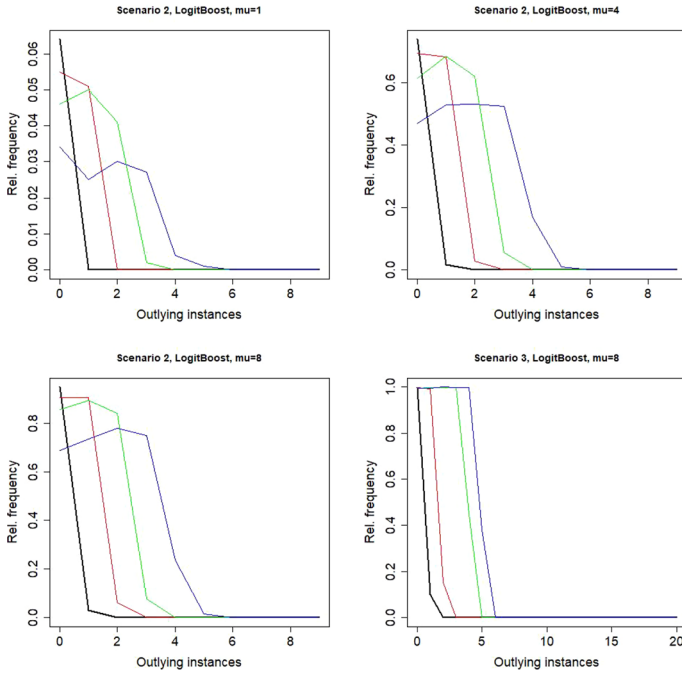 Scenario 2, LogitBoost, mu=1
Rel. frequency
0.06
0.05
0.04
0.03
0.02
0.01
0.00
0 2 4 6 8
Outlying instances
Scenario 2, LogitBoost, mu=4
Rel. frequency
0.6
0.4
0.2
0.0
0 2 4 6 8
Outlying instances
Scenario 2, LogitBoost, mu=8
Rel. frequency
0.8
0.6
0.4
0.2
0.0
0 2 4 6 8
Outlying instances
Scenario 3, LogitBoost, mu=8
Rel. frequency
1.0
0.8
0.6
0.4
0.2
0.0
0 5 10 15 20
Outlying instances